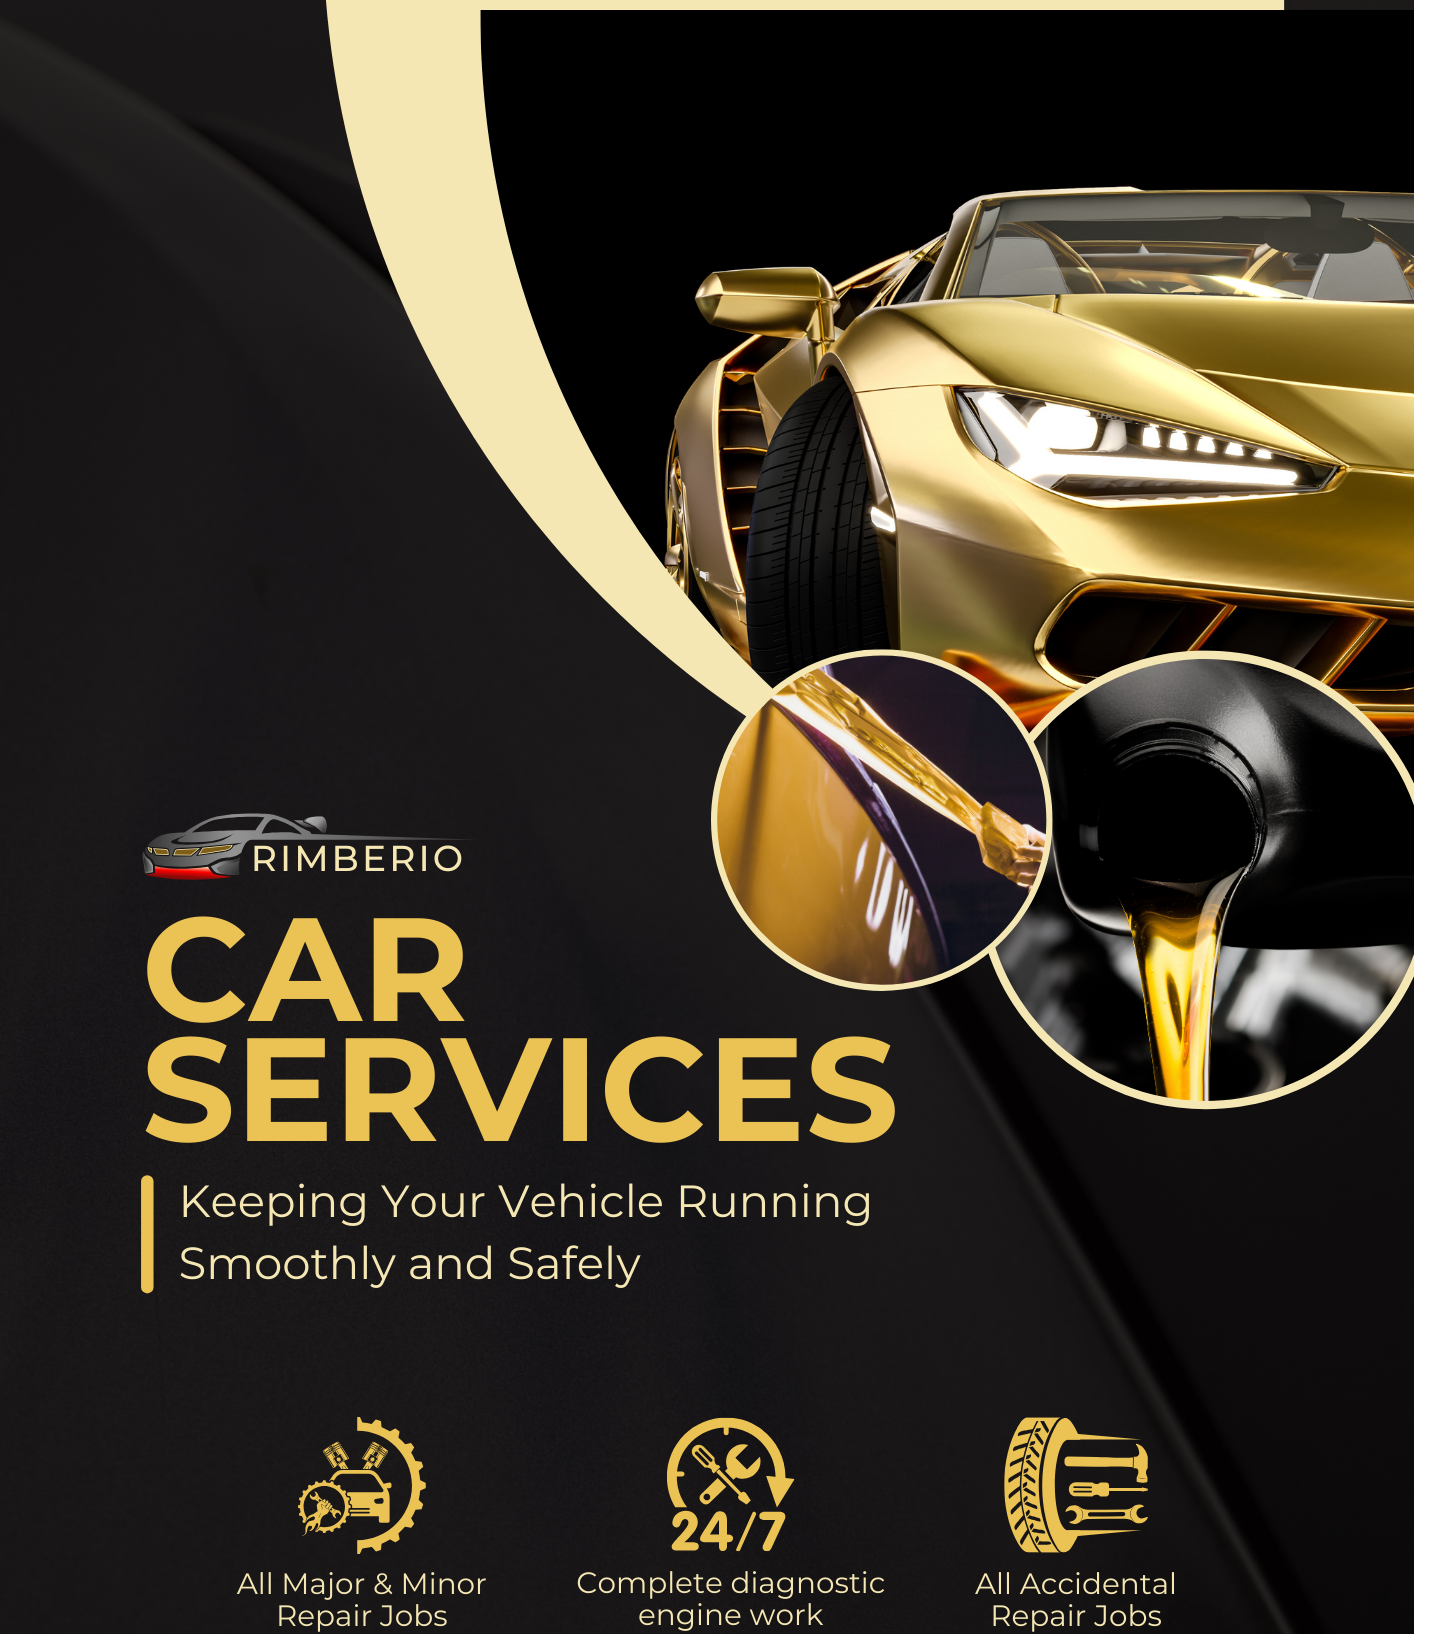 RIMBERIO
CAR
SERVICES
Keeping Your Vehicle Running
Smoothly and Safely
24/7
All Major & Minor
Repair Jobs
Complete diagnostic
engine work
All Accidental
Repair Jobs